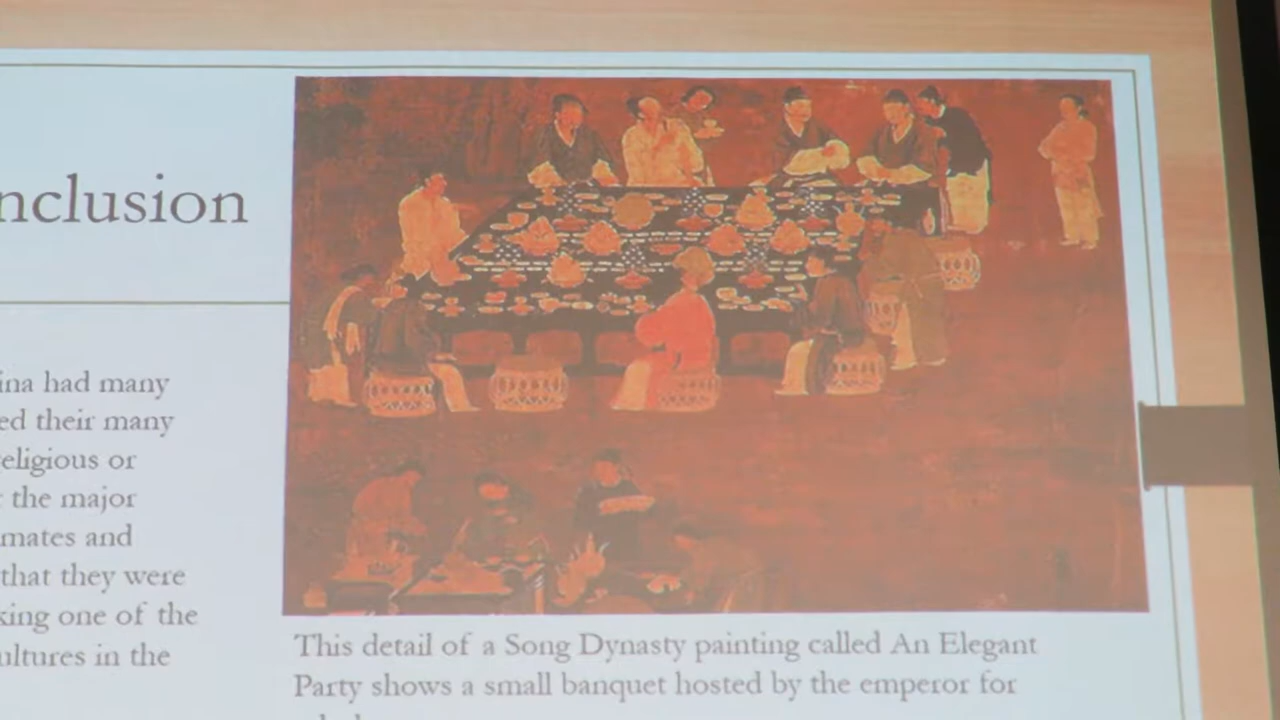 nclusion
ina had many
ed their many
eligious or
the major
mates and
that they were
king one of the
ultures in the
This detail of a Song Dynasty painting called An Elegant
Party shows a small banquet hosted by the emperor for